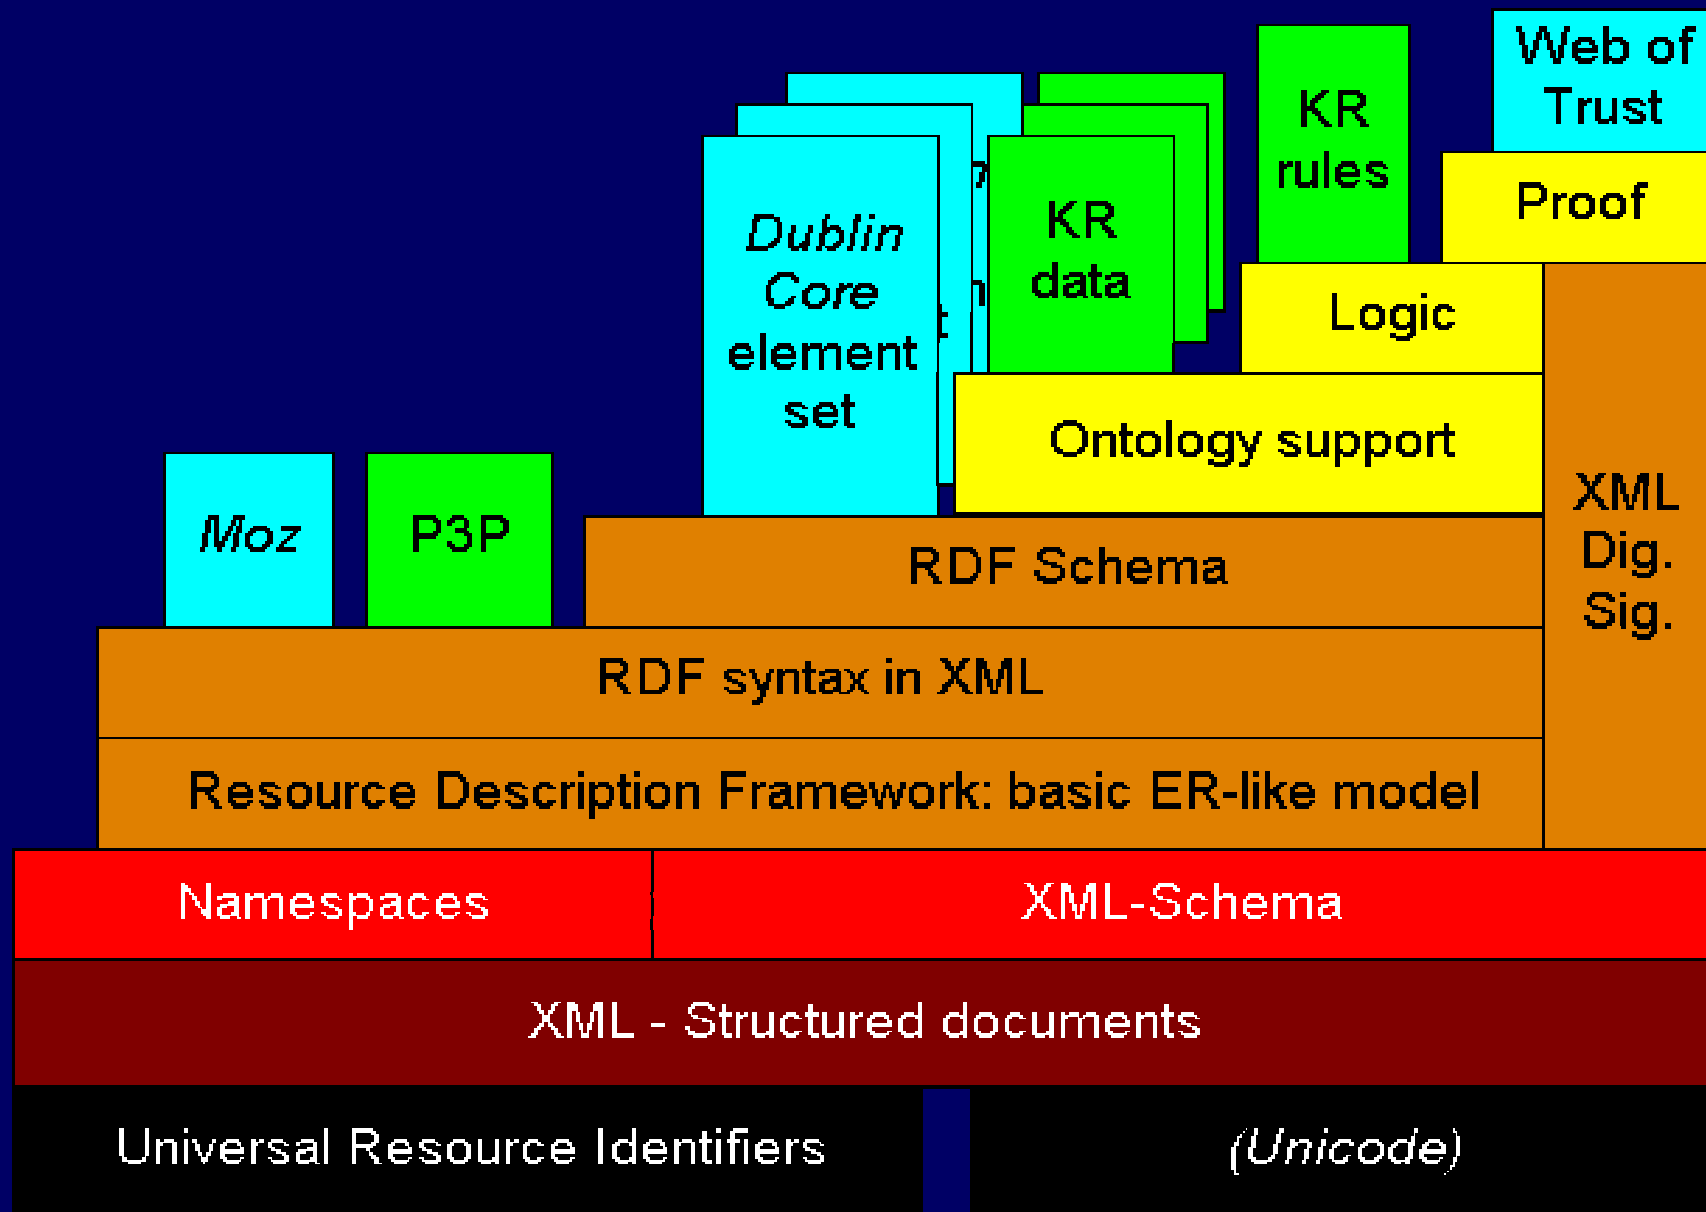 Web of
Trust
KR
rules
Proof
Dublin
Core
element
set
KR
data
Logic
Ontology support
XML
Dig.
Sig.
Moz
P3P
RDF Schema
RDF syntax in XML
Resource Description Framework: basic ER-like model
Namespaces
XML-Schema
XML - Structured documents
Universal Resource Identifiers
(Unicode)